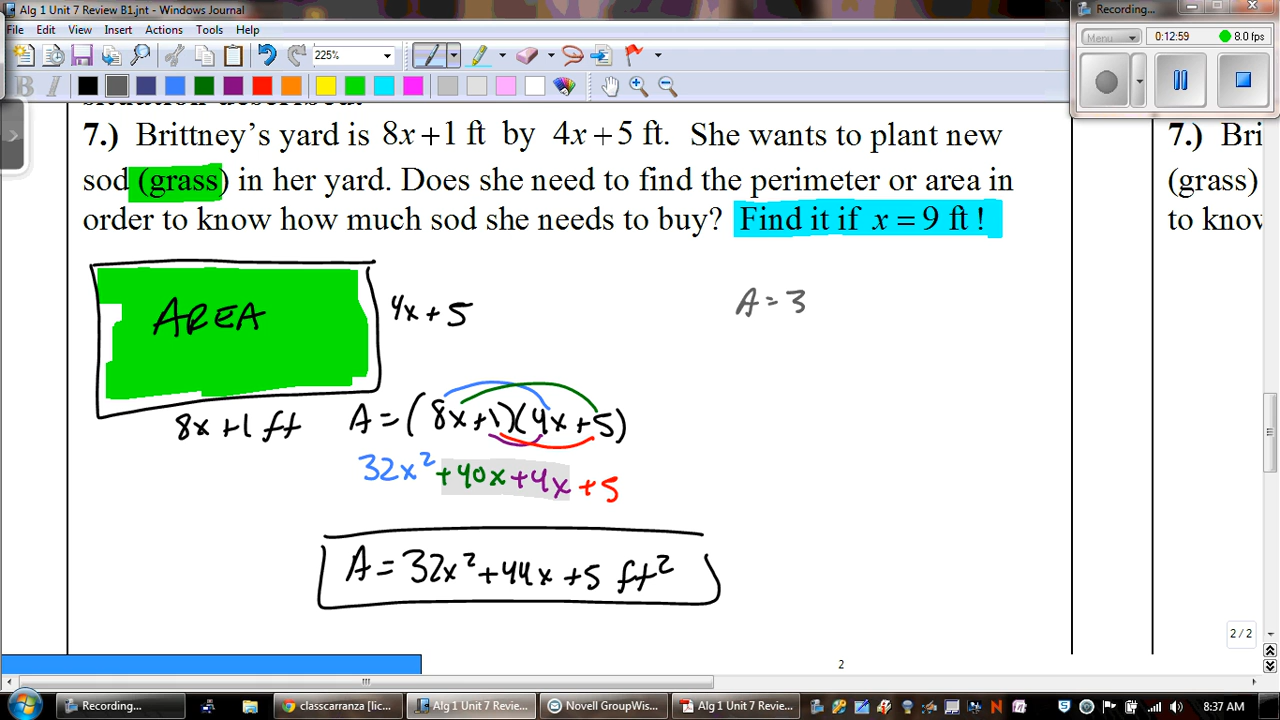 Alg 1 Unit 7 Review B1.jnt - Windows Journal
File Edit View Insert Actions Tools Help
225%
Recording...
Menu
0:12:59
8.0 fps
situation described.
7.) Brittney's yard is 8x+1 ft by 4x+5 ft. She wants to plant new
sod (grass) in her yard. Does she need to find the perimeter or area in
order to know how much sod she needs to buy? Find it if x = 9 ft !
7.) Bri
(grass)
to know
AREA
4x+5
A = 3
8x+1 ft
A = (8x+1)(4x+5)
32x² +40x +4x +5
A = 32x² +44x +5 ft²
2 / 2
2
Recording...
classcarranza [lic...
Alg 1 Unit 7 Review...
Novell GroupWis...
Alg 1 Unit 7 Revie...
8:37 AM